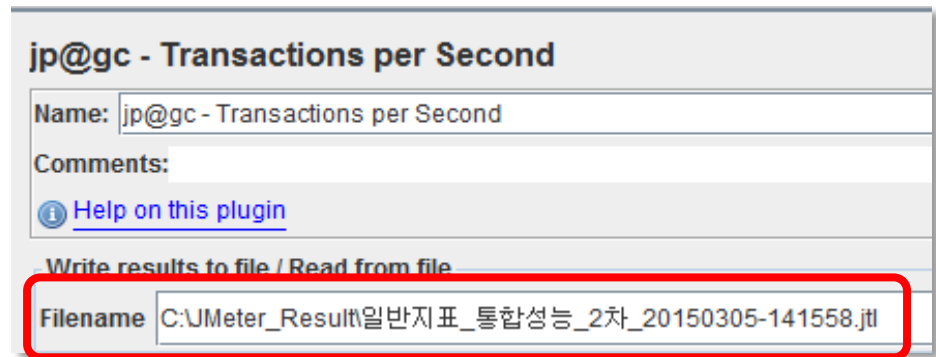 jp@gc - Transactions per Second
Name: jp@gc - Transactions per Second
Comments:
Help on this plugin
Write results to file / Read from file
Filename C:\JMeter_Result\일반지표_통합성능_2차_20150305-141558.jtl